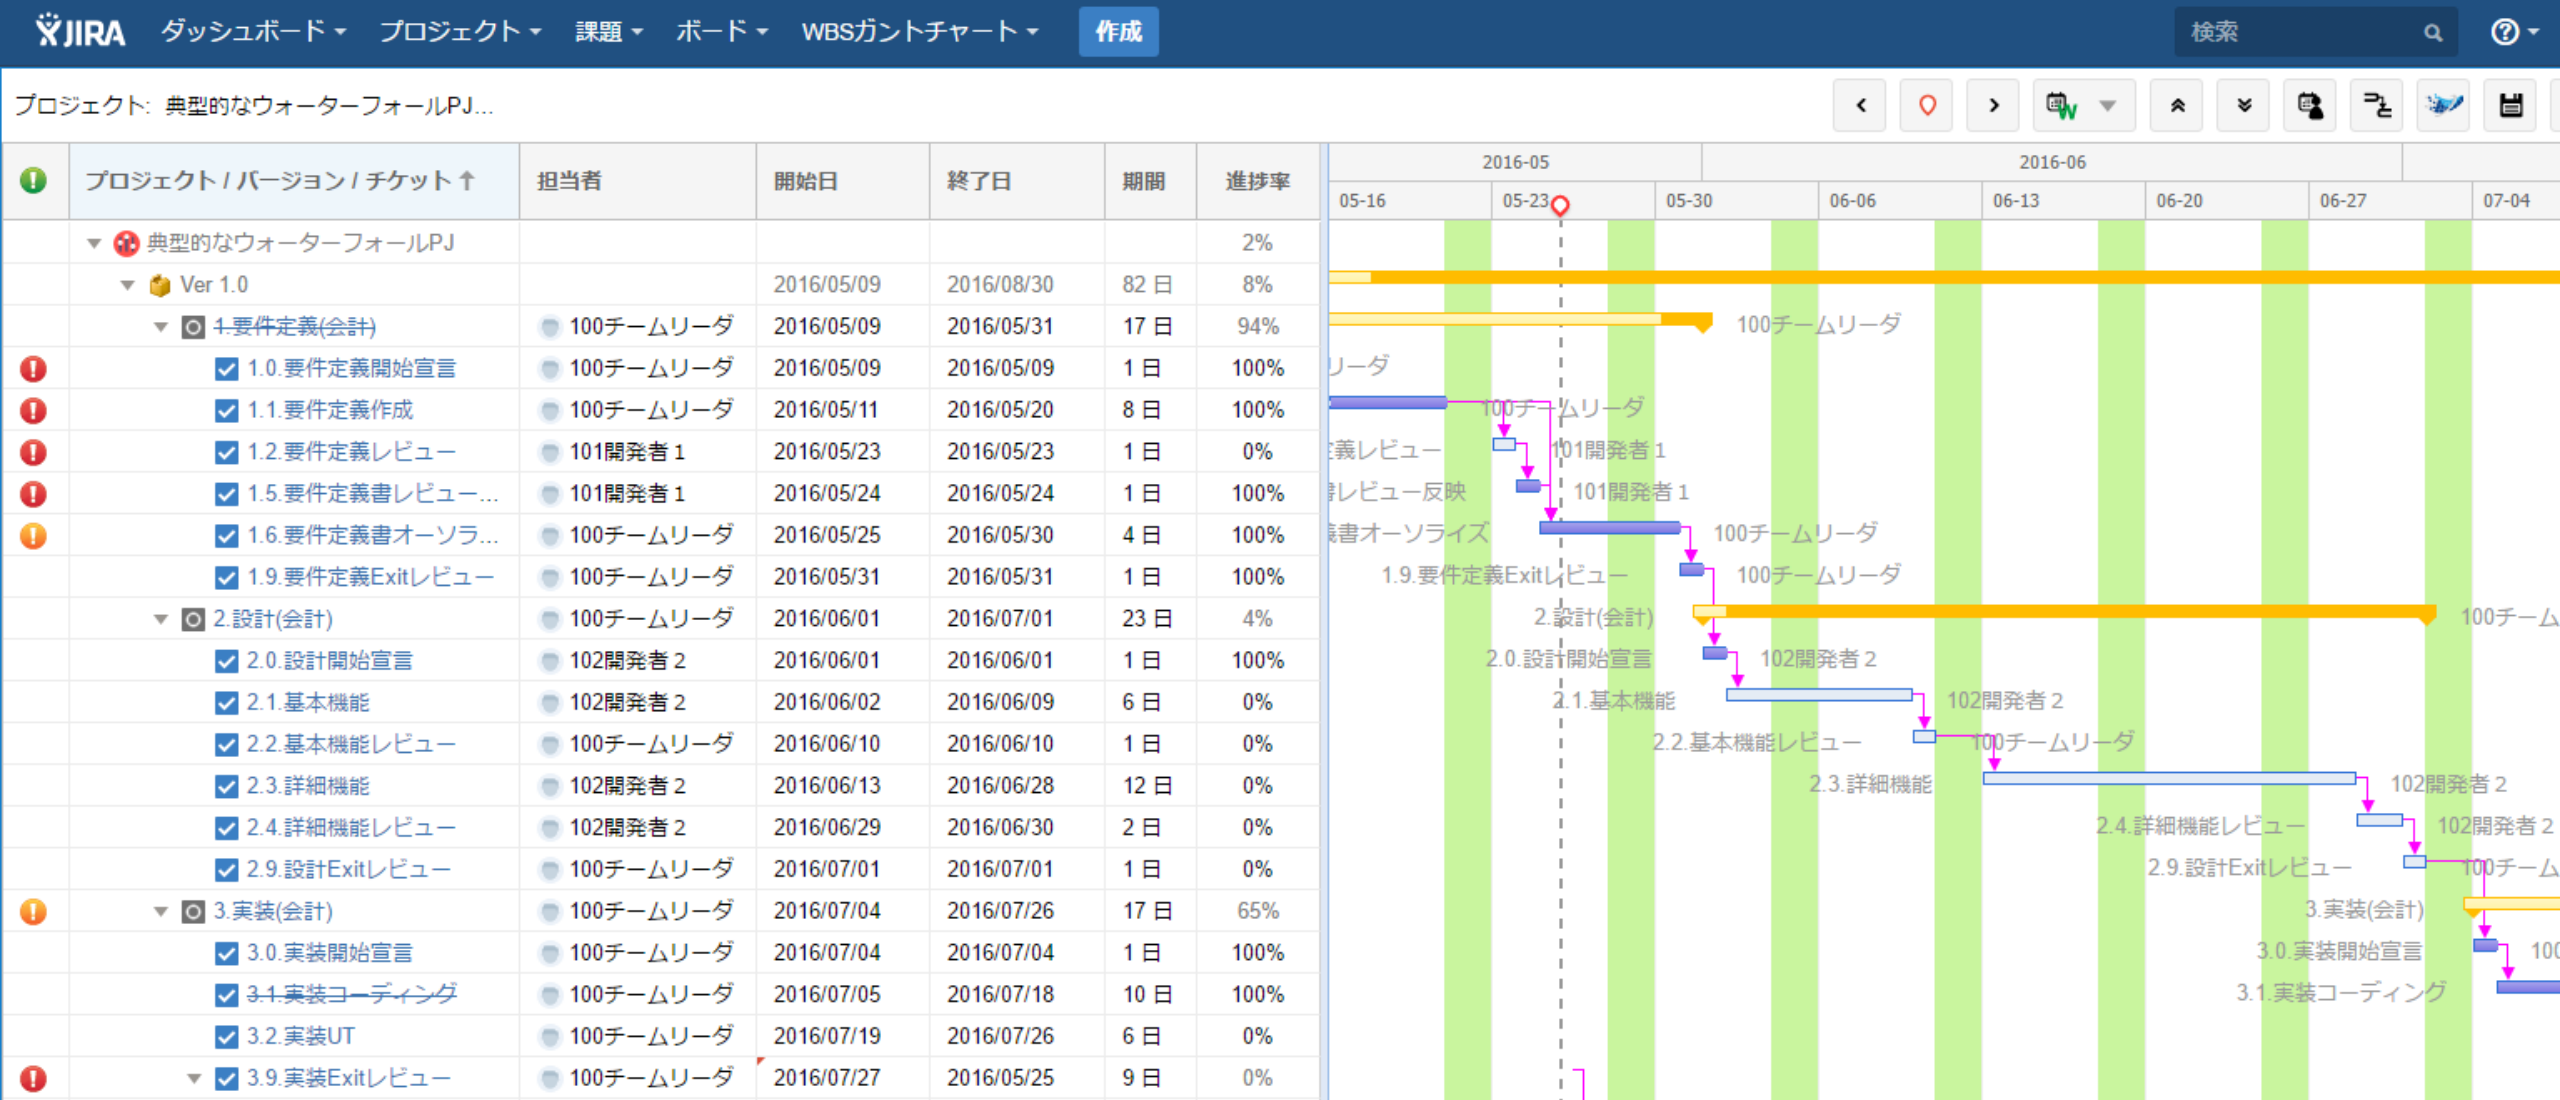 JIRA ダッシュボード プロジェクト 課題 ボード WBSガントチャート 作成 検索
プロジェクト: 典型的なウォーターフォールPJ...
プロジェクト / バージョン / チケット 担当者 開始日 終了日 期間 進捗率 2016-05 2016-06
05-16 05-23 05-30 06-06 06-13 06-20 06-27 07-04
典型的なウォーターフォールPJ 2%
Ver 1.0 2016/05/09 2016/08/30 82 日 8%
1.要件定義(会計) 100チームリーダ 2016/05/09 2016/05/31 17 日 94% 100チームリーダ
1.0.要件定義開始宣言 100チームリーダ 2016/05/09 2016/05/09 1 日 100% リーダ
1.1.要件定義作成 100チームリーダ 2016/05/11 2016/05/20 8 日 100% 100チームリーダ
1.2.要件定義レビュー 101開発者1 2016/05/23 2016/05/23 1 日 0% 義レビュー 101開発者1
1.5.要件定義書レビュー... 101開発者1 2016/05/24 2016/05/24 1 日 100% レビュー反映 101開発者1
1.6.要件定義書オーソラ... 100チームリーダ 2016/05/25 2016/05/30 4 日 100% 書オーソライズ 100チームリーダ
1.9.要件定義Exitレビュー 100チームリーダ 2016/05/31 2016/05/31 1 日 100% 1.9.要件定義Exitレビュー 100チームリーダ
2.設計(会計) 100チームリーダ 2016/06/01 2016/07/01 23 日 4% 2.設計(会計) 100チーム
2.0.設計開始宣言 102開発者2 2016/06/01 2016/06/01 1 日 100% 2.0.設計開始宣言 102開発者2
2.1.基本機能 102開発者2 2016/06/02 2016/06/09 6 日 0% 2.1.基本機能 102開発者2
2.2.基本機能レビュー 100チームリーダ 2016/06/10 2016/06/10 1 日 0% 2.2.基本機能レビュー 100チームリーダ
2.3.詳細機能 102開発者2 2016/06/13 2016/06/28 12 日 0% 2.3.詳細機能 102開発者2
2.4.詳細機能レビュー 102開発者2 2016/06/29 2016/06/30 2 日 0% 2.4.詳細機能レビュー 102開発者2
2.9.設計Exitレビュー 100チームリーダ 2016/07/01 2016/07/01 1 日 0% 2.9.設計Exitレビュー 100チーム
3.実装(会計) 100チームリーダ 2016/07/04 2016/07/26 17 日 65% 3.実装(会計)
3.0.実装開始宣言 100チームリーダ 2016/07/04 2016/07/04 1 日 100% 3.0.実装開始宣言 100
3.1.実装コーディング 100チームリーダ 2016/07/05 2016/07/18 10 日 100% 3.1.実装コーディング
3.2.実装UT 100チームリーダ 2016/07/19 2016/07/26 6 日 0%
3.9.実装Exitレビュー 100チームリーダ 2016/07/27 2016/05/25 9 日 0%